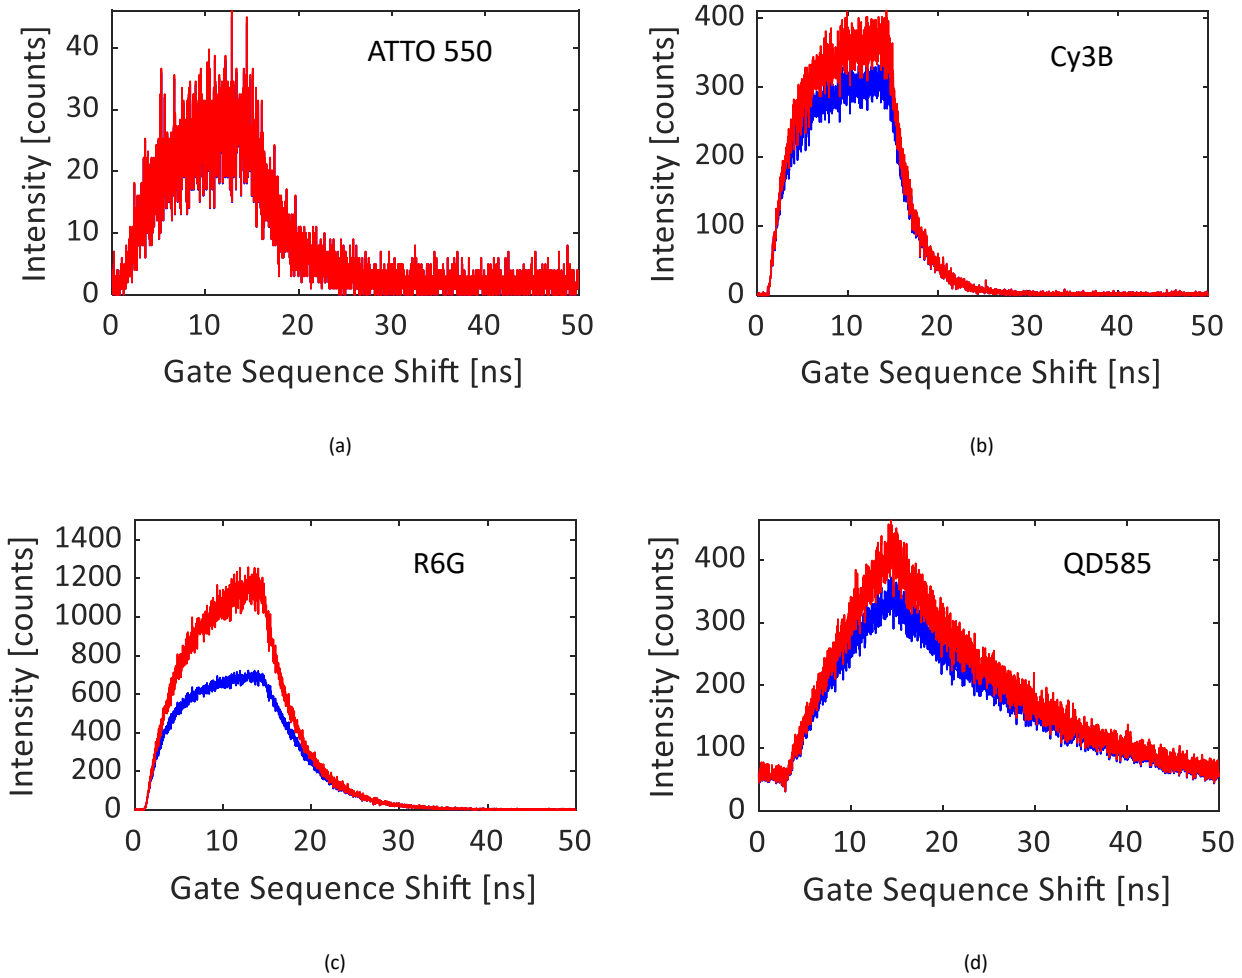 ATTO 550
Intensity [counts]
40
30
20
10
0
0 10 20 30 40 50
Gate Sequence Shift [ns]
(a)
Cy3B
Intensity [counts]
400
300
200
100
0
0 10 20 30 40 50
Gate Sequence Shift [ns]
(b)
R6G
Intensity [counts]
1400
1200
1000
800
600
400
200
0
0 10 20 30 40 50
Gate Sequence Shift [ns]
(c)
QD585
Intensity [counts]
400
300
200
100
0
0 10 20 30 40 50
Gate Sequence Shift [ns]
(d)